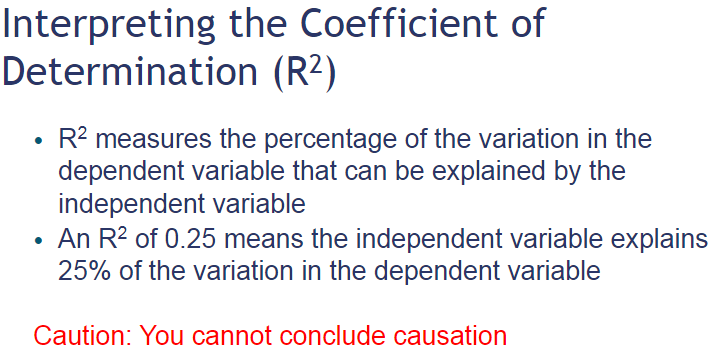 Interpreting the Coefficient of
Determination (R²)
• R² measures the percentage of the variation in the
dependent variable that can be explained by the
independent variable
• An R² of 0.25 means the independent variable explains
25% of the variation in the dependent variable
Caution: You cannot conclude causation